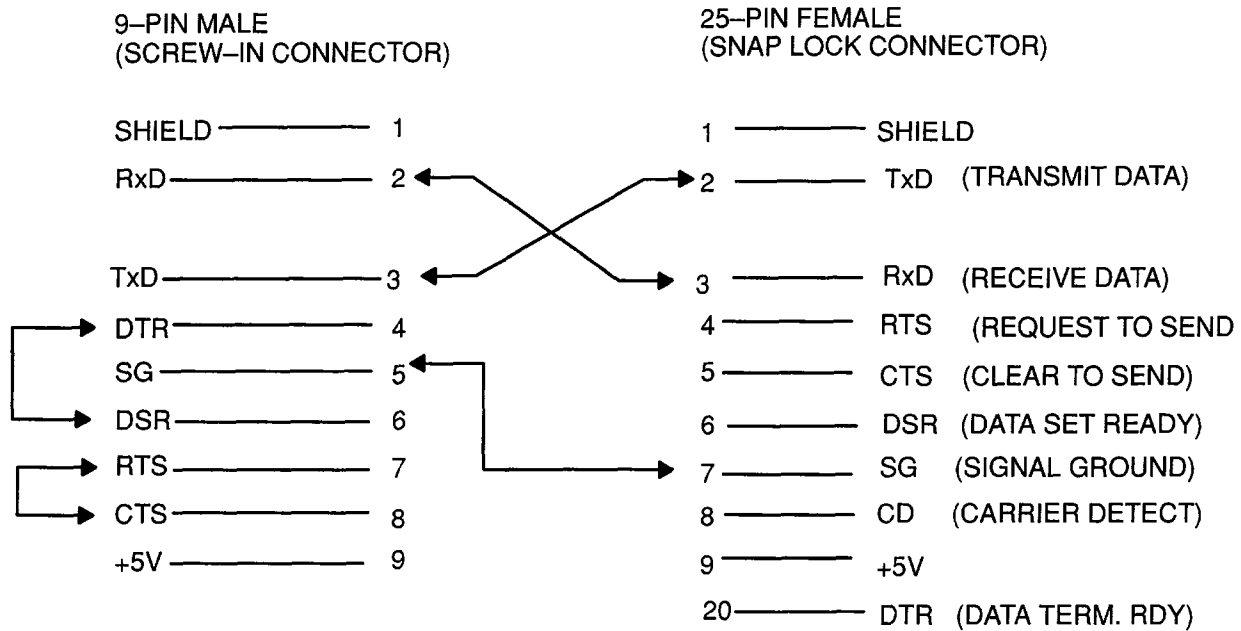 9–PIN MALE
(SCREW–IN CONNECTOR)
SHIELD 1
RxD 2
TxD 3
DTR 4
SG 5
DSR 6
RTS 7
CTS 8
+5V 9
25–PIN FEMALE
(SNAP LOCK CONNECTOR)
1 SHIELD
2 TxD (TRANSMIT DATA)
3 RxD (RECEIVE DATA)
4 RTS (REQUEST TO SEND
5 CTS (CLEAR TO SEND)
6 DSR (DATA SET READY)
7 SG (SIGNAL GROUND)
8 CD (CARRIER DETECT)
9 +5V
20 DTR (DATA TERM. RDY)